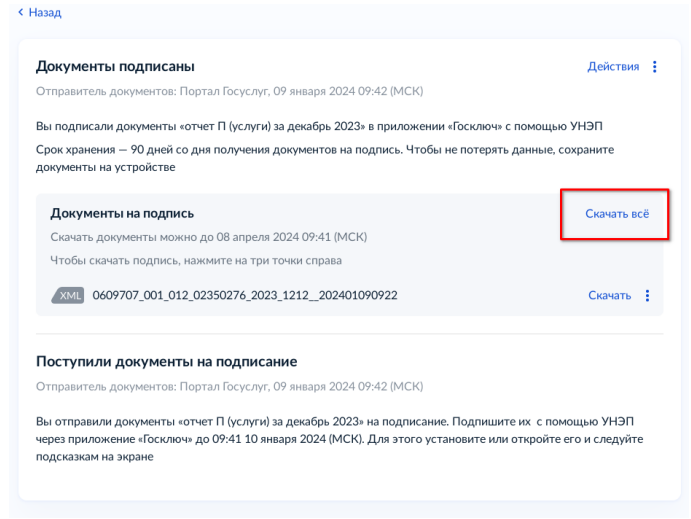 Назад
Документы подписаны
Действия
Отправитель документов: Портал Госуслуг, 09 января 2024 09:42 (МСК)
Вы подписали документы «отчет П (услуги) за декабрь 2023» в приложении «Госключ» с помощью УНЭП
Срок хранения — 90 дней со дня получения документов на подпись. Чтобы не потерять данные, сохраните
документы на устройстве
Документы на подпись
Скачать всё
Скачать документы можно до 08 апреля 2024 09:41 (МСК)
Чтобы скачать подпись, нажмите на три точки справа
XML 0609707_001_012_02350276_2023_1212__202401090922
Скачать
Поступили документы на подписание
Отправитель документов: Портал Госуслуг, 09 января 2024 09:42 (МСК)
Вы отправили документы «отчет П (услуги) за декабрь 2023» на подписание. Подпишите их с помощью УНЭП
через приложение «Госключ» до 09:41 10 января 2024 (МСК). Для этого установите или откройте его и следуйте
подсказкам на экране